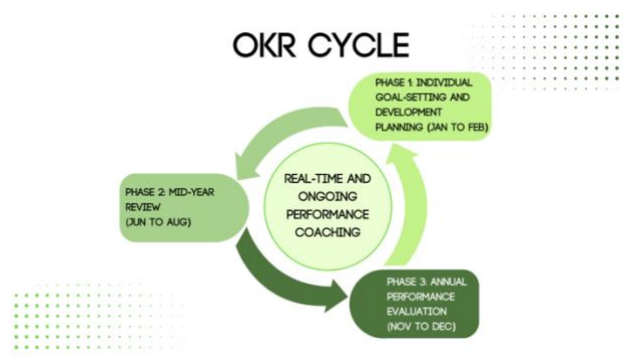 OKR CYCLE
PHASE 1: INDIVIDUAL
GOAL-SETTING AND
DEVELOPMENT
PLANNING (JAN TO FEB)
PHASE 2: MID-YEAR
REVIEW
(JUN TO AUG)
REAL-TIME AND
ONGOING
PERFORMANCE
COACHING
PHASE 3: ANNUAL
PERFORMANCE
EVALUATION
(NOV TO DEC)